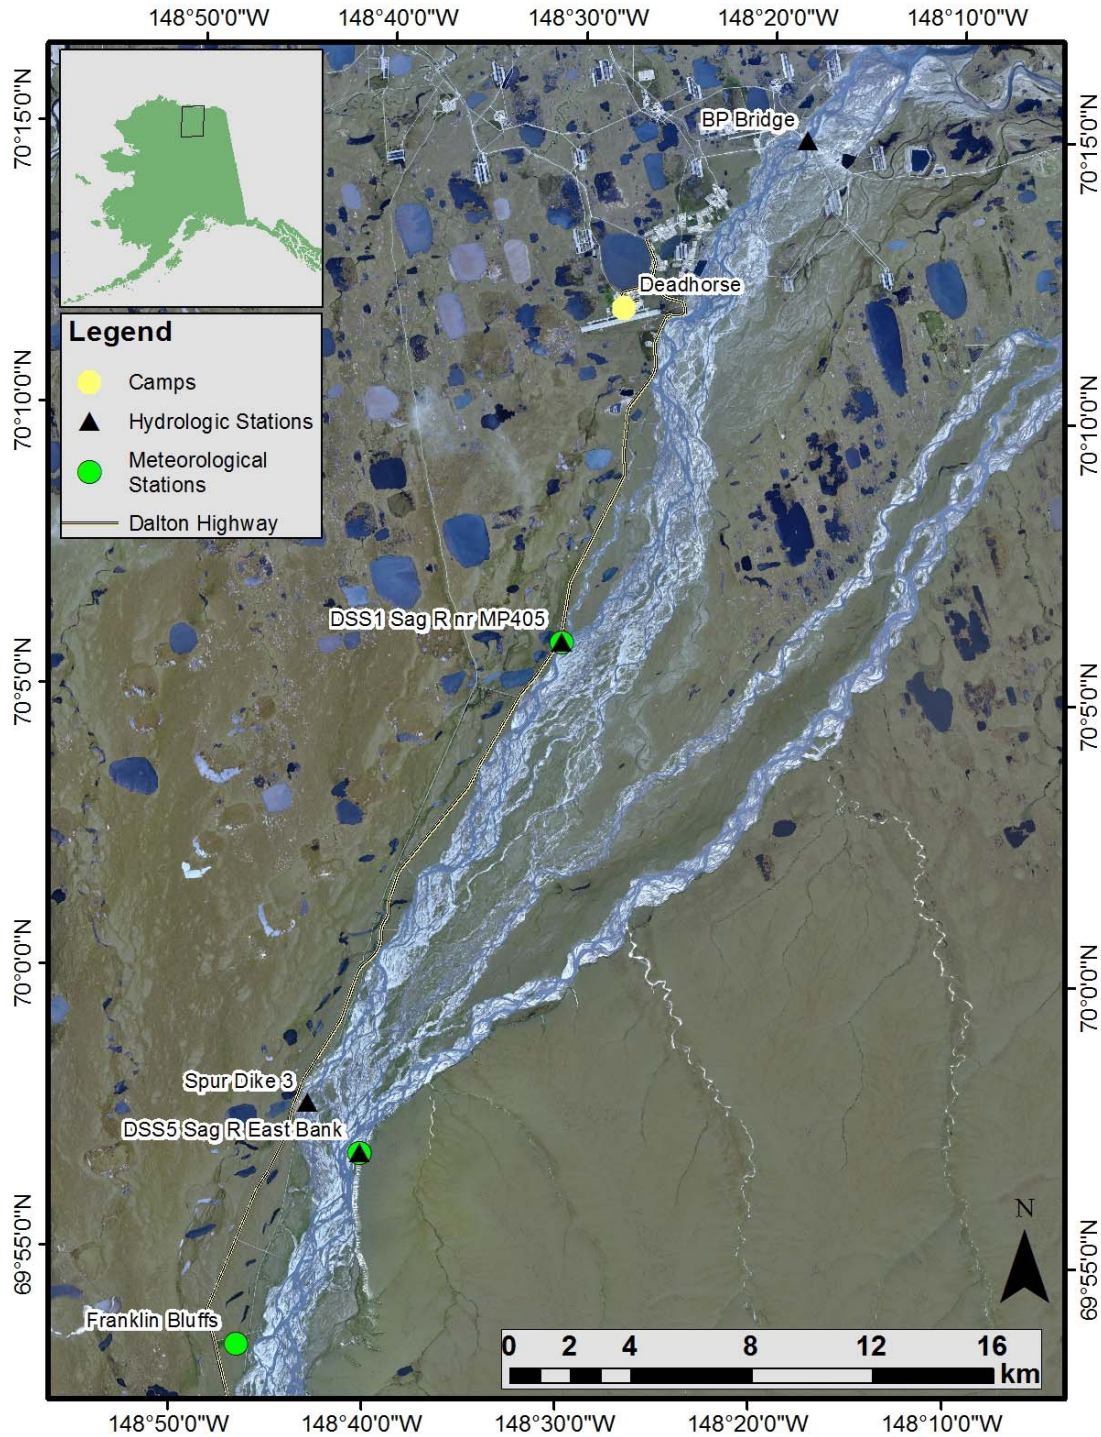 148°50'0"W 148°40'0"W 148°30'0"W 148°20'0"W 148°10'0"W
70°15'0"N
70°15'0"N
BP Bridge
Deadhorse
Legend
Camps
Hydrologic Stations
Meteorological
Stations
Dalton Highway
70°10'0"N
70°10'0"N
DSS1 Sag R nr MP405
70°5'0"N
70°5'0"N
70°0'0"N
70°0'0"N
Spur Dike 3
DSS5 Sag R East Bank
69°55'0"N
69°55'0"N
N
Franklin Bluffs
0 2 4 8 12 16
km
148°50'0"W 148°40'0"W 148°30'0"W 148°20'0"W 148°10'0"W